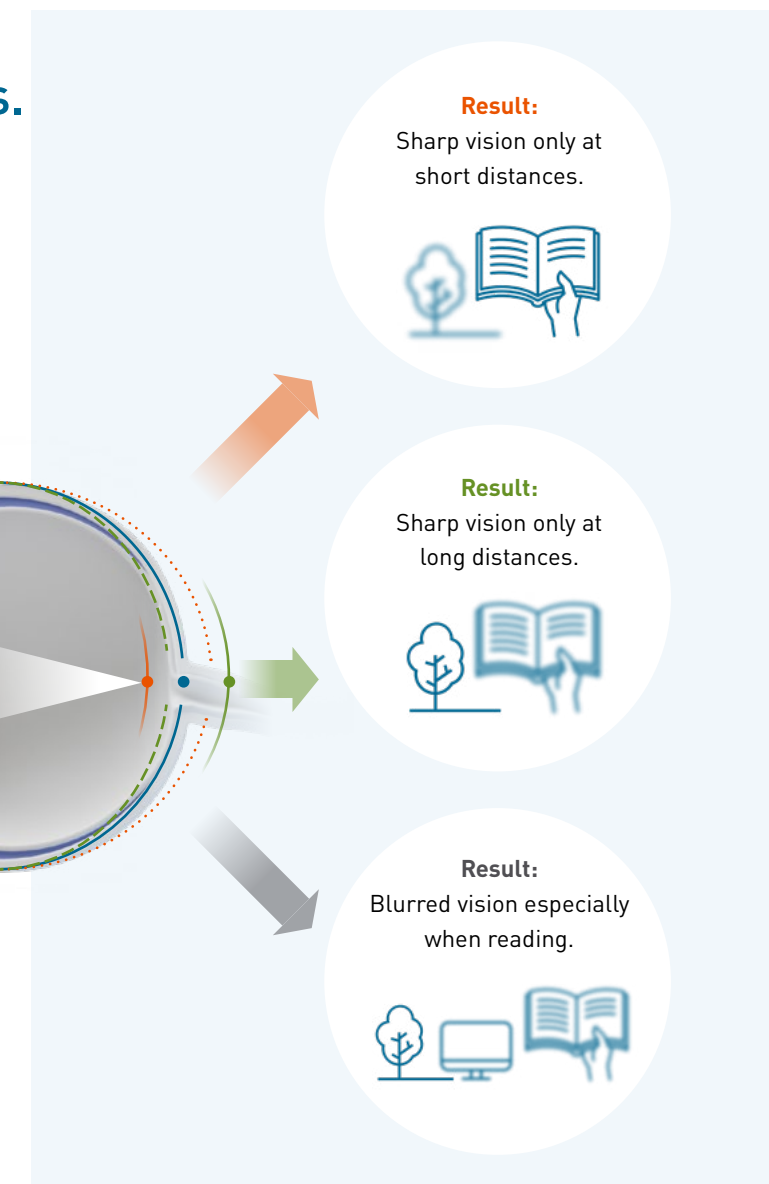 s.
Result:
Sharp vision only at
short distances.
Result:
Sharp vision only at
long distances.
Result:
Blurred vision especially
when reading.